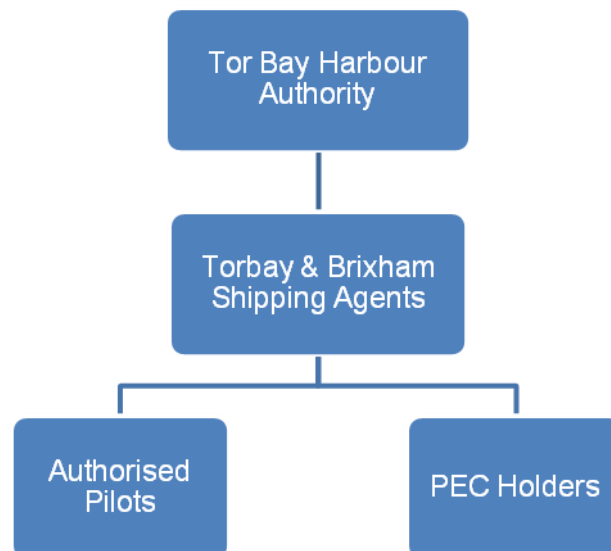 Tor Bay Harbour
Authority
Torbay & Brixham
Shipping Agents
Authorised
Pilots
PEC Holders